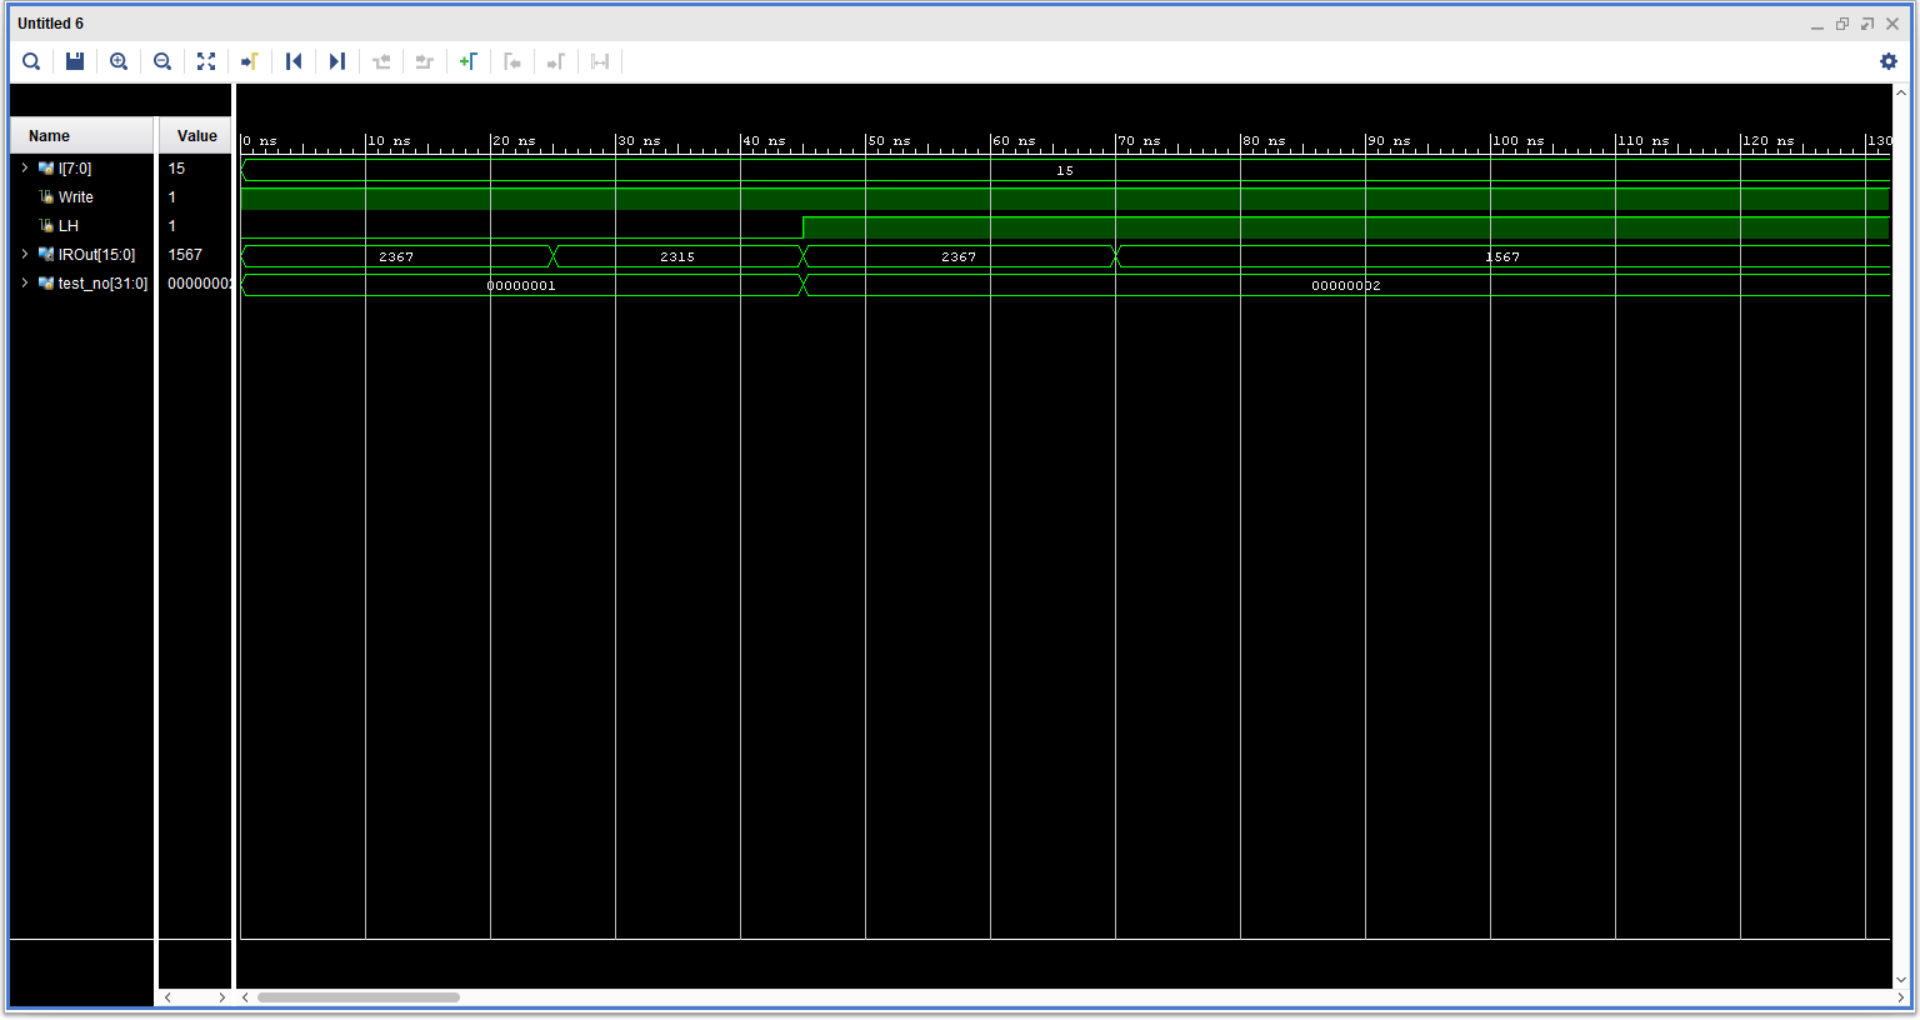 Untitled 6
Name Value 0 ns 10 ns 20 ns 30 ns 40 ns 50 ns 60 ns 70 ns 80 ns 90 ns 100 ns 110 ns 120 ns 130
I[7:0] 15 15
Write 1
LH 1
IROut[15:0] 1567 2367 2315 2367 1567
test_no[31:0] 0000000 00000001 00000002